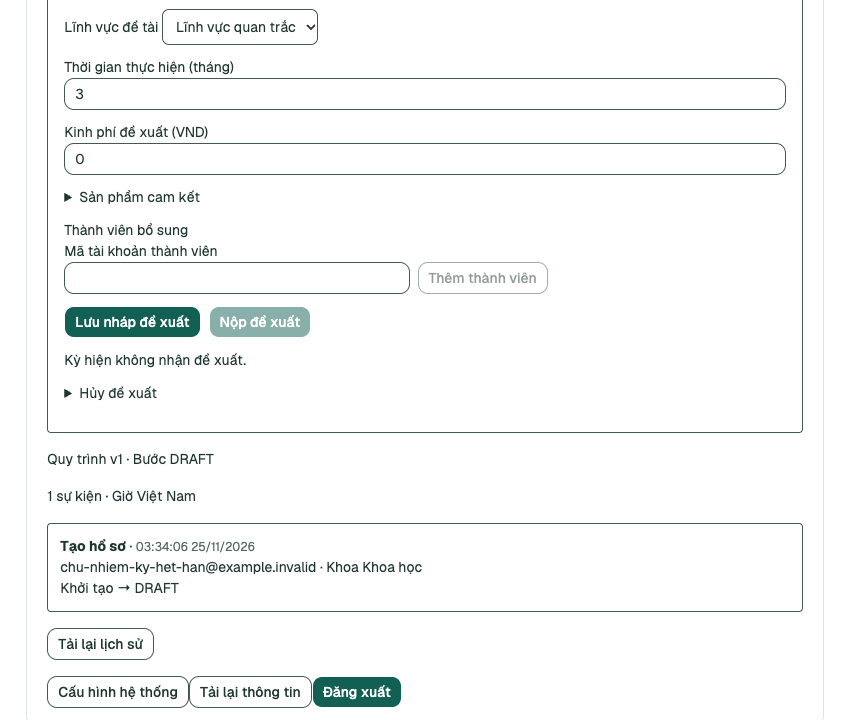 Lĩnh vực đề tài Lĩnh vực quan trắc
Thời gian thực hiện (tháng)
3
Kinh phí đề xuất (VND)
0
Sản phẩm cam kết
Thành viên bổ sung
Mã tài khoản thành viên
Thêm thành viên
Lưu nháp đề xuất Nộp đề xuất
Kỳ hiện không nhận đề xuất.
Hủy đề xuất
Quy trình v1 · Bước DRAFT
1 sự kiện · Giờ Việt Nam
Tạo hồ sơ · 03:34:06 25/11/2026
chu-nhiem-ky-het-han@example.invalid · Khoa Khoa học
Khởi tạo → DRAFT
Tải lại lịch sử
Cấu hình hệ thống Tải lại thông tin Đăng xuất